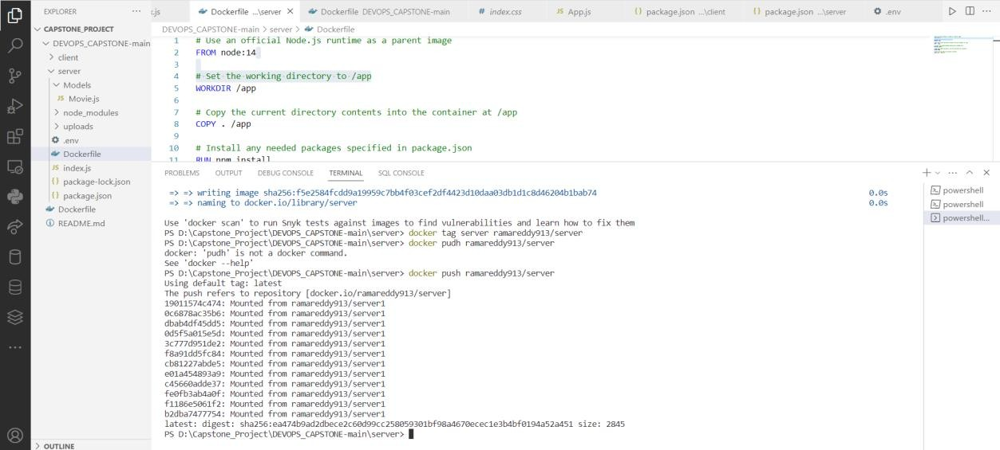 EXPLORER ···
.js
Dockerfile ...\server ×
Dockerfile DEVOPS_CAPSTONE-main
# index.css
JS App.js
{} package.json ...\client
{} package.json ...\server
.env
CAPSTONE_PROJECT
DEVOPS_CAPSTONE-main
client
server
Models
JS Movie.js
node_modules
uploads
.env
Dockerfile
JS index.js
{} package-lock.json
{} package.json
Dockerfile
README.md
OUTLINE
DEVOPS_CAPSTONE-main > server > Dockerfile
1 # Use an official Node.js runtime as a parent image
2 FROM node:14
3
4 # Set the working directory to /app
5 WORKDIR /app
6
7 # Copy the current directory contents into the container at /app
8 COPY . /app
9
10 # Install any needed packages specified in package.json
11 RUN npm install
PROBLEMS OUTPUT DEBUG CONSOLE TERMINAL SQL CONSOLE
=> => writing image sha256:f5e2584fcdd9a19959c7bb4f03cef2df4423d10daa03db1d1c8d46204b1bab74 0.0s
=> => naming to docker.io/library/server 0.0s
Use 'docker scan' to run Snyk tests against images to find vulnerabilities and learn how to fix them
PS D:\Capstone_Project\DEVOPS_CAPSTONE-main\server> docker tag server ramareddy913/server
PS D:\Capstone_Project\DEVOPS_CAPSTONE-main\server> docker pudh ramareddy913/server
docker: 'pudh' is not a docker command.
See 'docker --help'
PS D:\Capstone_Project\DEVOPS_CAPSTONE-main\server> docker push ramareddy913/server
Using default tag: latest
The push refers to repository [docker.io/ramareddy913/server]
19011574c474: Mounted from ramareddy913/server1
0c6878ac35b6: Mounted from ramareddy913/server1
dbab4df45dd5: Mounted from ramareddy913/server1
0d5f5a015e5d: Mounted from ramareddy913/server1
3c777d951de2: Mounted from ramareddy913/server1
f8a91dd5fc84: Mounted from ramareddy913/server1
cb81227abde5: Mounted from ramareddy913/server1
e01a454893a9: Mounted from ramareddy913/server1
c45660adde37: Mounted from ramareddy913/server1
fe0fb3ab4a0f: Mounted from ramareddy913/server1
f1186e5061f2: Mounted from ramareddy913/server1
b2dba7477754: Mounted from ramareddy913/server1
latest: digest: sha256:ea474b9ad2dbece2c60d99cc258059301bf98a4670ecec1e3b4bf0194a52a451 size: 2845
PS D:\Capstone_Project\DEVOPS_CAPSTONE-main\server>
powershell
powershell
powershell...